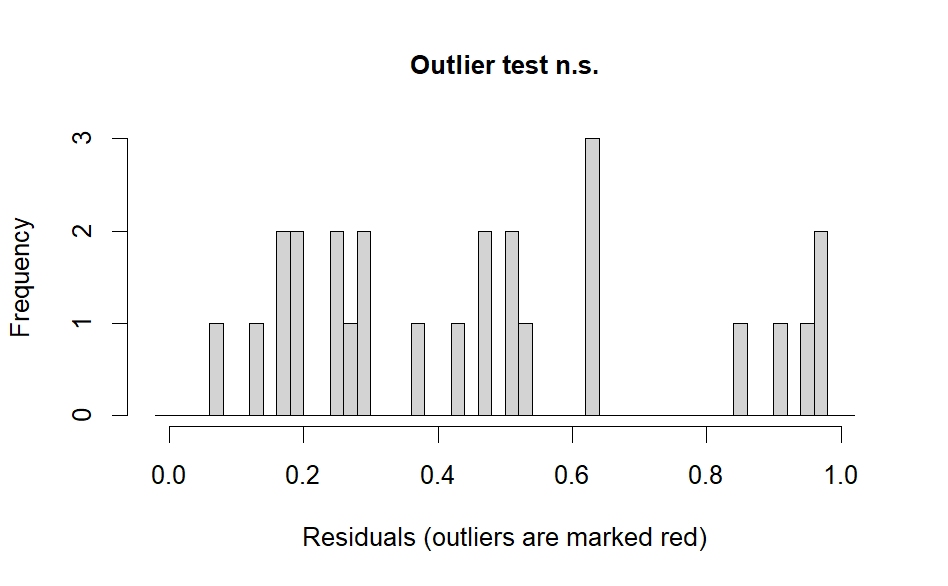 Outlier test n.s.
Frequency
3
2
1
0
0.0 0.2 0.4 0.6 0.8 1.0
Residuals (outliers are marked red)